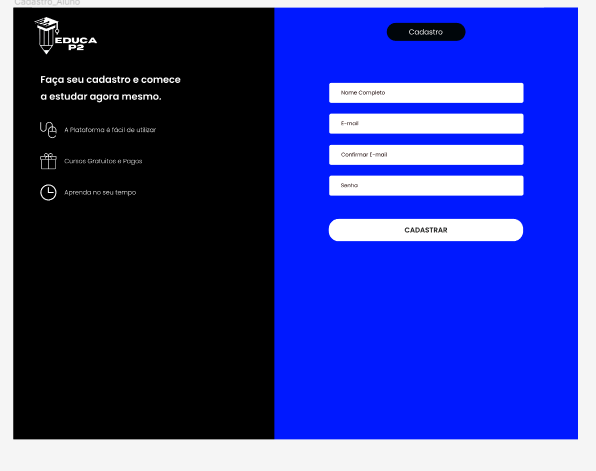 Cadastro_Aluno
EDUCA
P2
Faça seu cadastro e comece
a estudar agora mesmo.
A Plataforma é fácil de utilizar
Cursos Gratuitos e Pagos
Aprenda no seu tempo
Cadastro
Nome Completo
E-mail
Confirmar E-mail
Senha
CADASTRAR